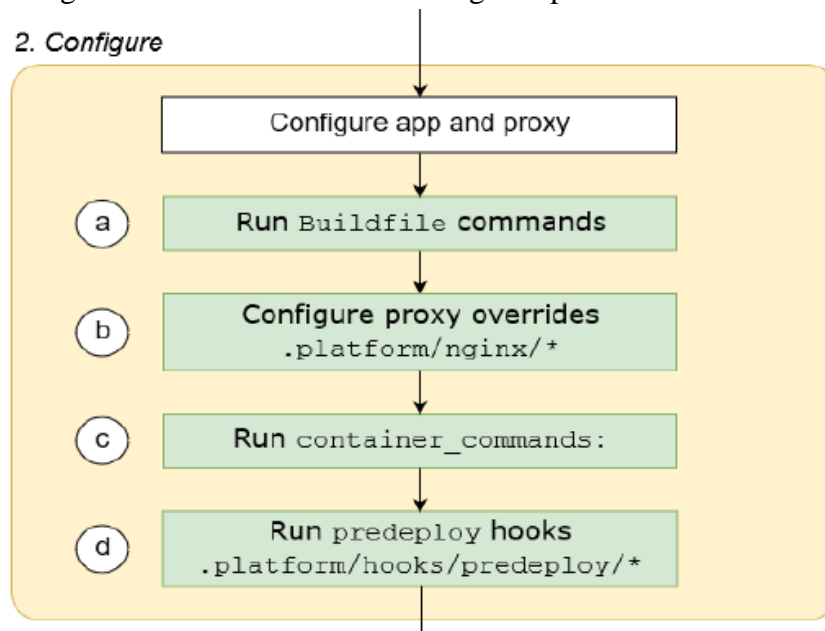 2. Configure
Configure app and proxy
a
Run Buildfile commands
b
Configure proxy overrides
.platform/nginx/*
c
Run container_commands:
d
Run predeploy hooks
.platform/hooks/predeploy/*